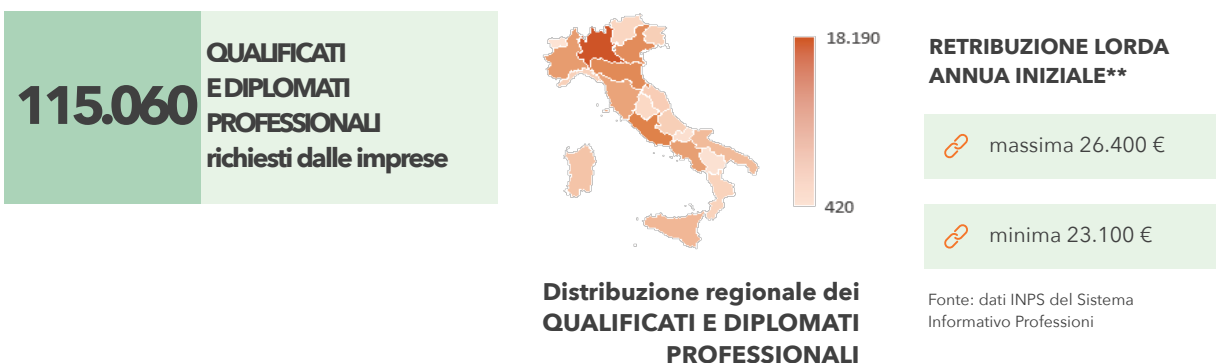 115.060
QUALIFICATI
E DIPLOMATI
PROFESSIONALI
richiesti dalle imprese
18.190
420
Distribuzione regionale dei
QUALIFICATI E DIPLOMATI
PROFESSIONALI
RETRIBUZIONE LORDA
ANNUA INIZIALE**
massima 26.400 €
minima 23.100 €
Fonte: dati INPS del Sistema
Informativo Professioni